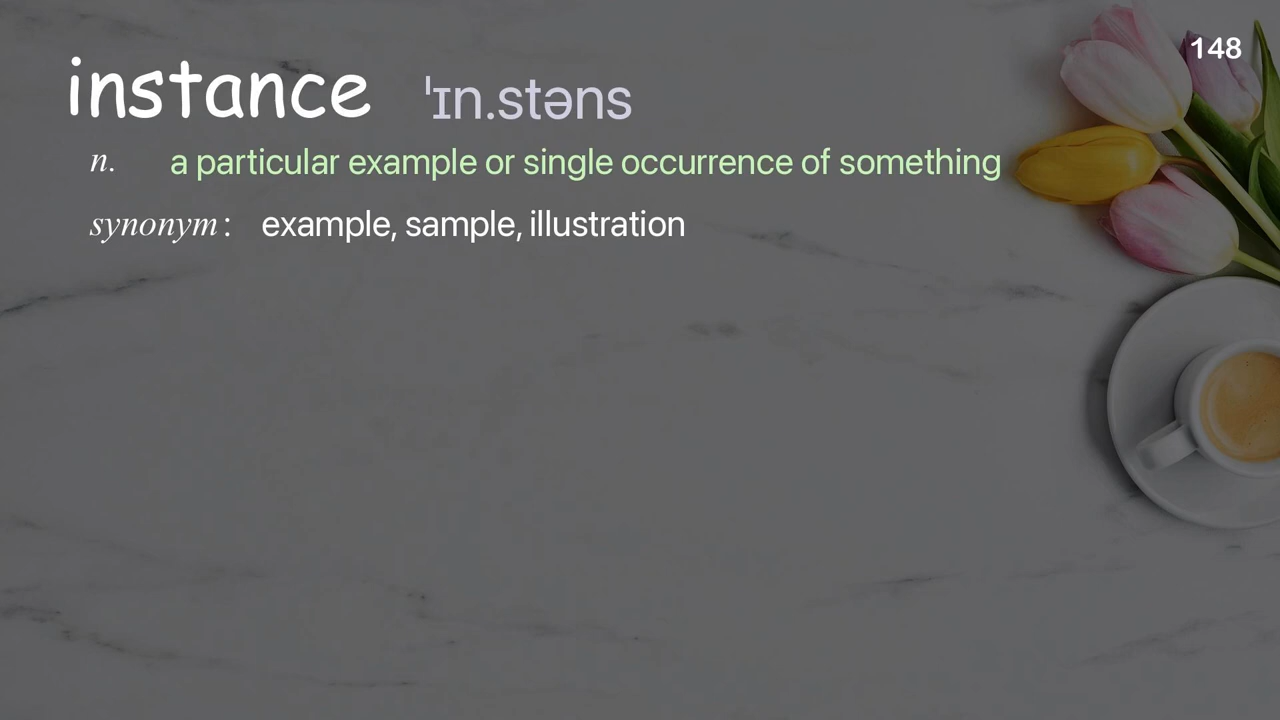 148
instance ˈɪn.stəns
n. a particular example or single occurrence of something
synonym : example, sample, illustration